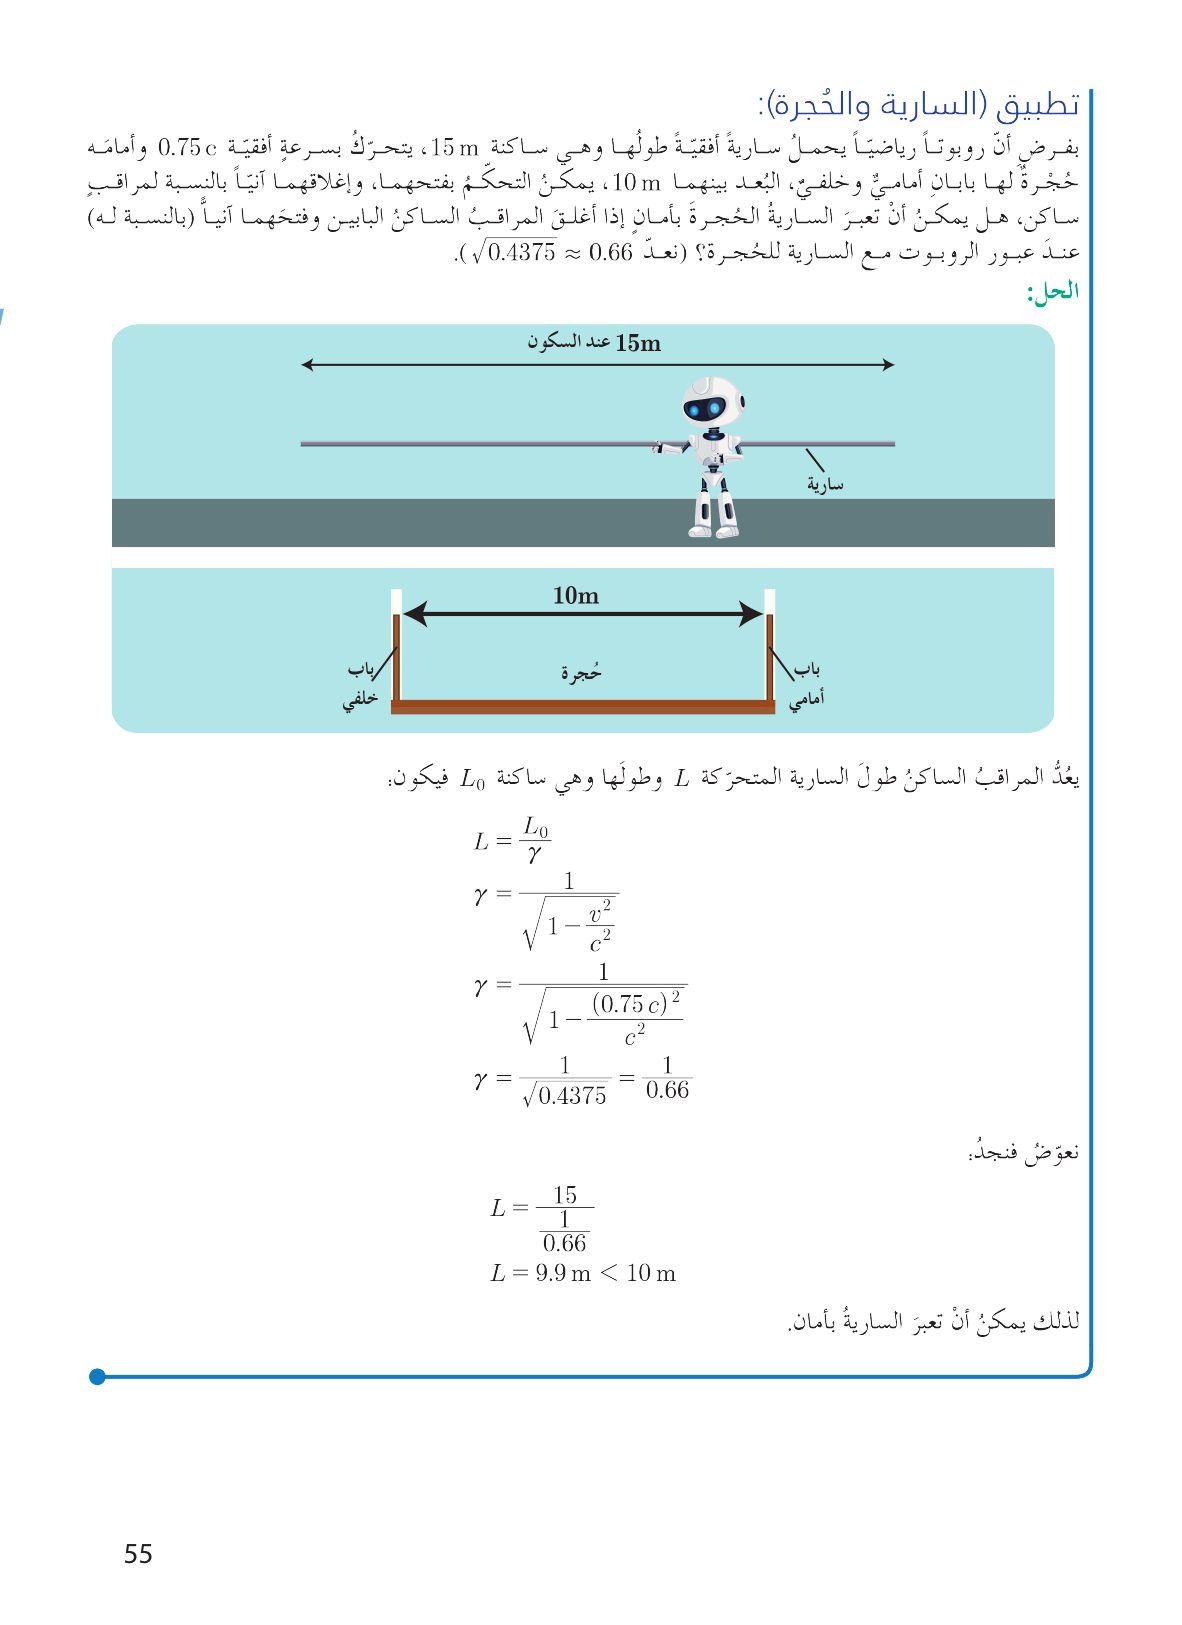 تطبيق (السارية والحُجرة):
بفرضِ أنّ روبوتاً رياضيّاً يحملُ ساريةً أفقيّةً طولُها وهي ساكنة 15 m، يتحرّكُ بسرعةٍ أفقيّة 0.75 c وأمامَه
حُجْرةٌ لها بابانِ أماميٌّ وخلفيٌ، البُعد بينهما 10 m، يمكنُ التحكّمُ بفتحهما، وإغلاقهما آنيّاً بالنسبة لمراقبٍ
ساكن، هل يمكنُ أنْ تعبرَ الساريةُ الحُجرةَ بأمانٍ إذا أغلقَ المراقبُ الساكنُ البابين وفتحَهما آنياًّ (بالنسبة له)
عندَ عبور الروبوت مع السارية للحُجرة؟ (نعدّ √0.4375 ≈ 0.66).
الحل:
15m عند السكون
سارية
10m
باب أمامي
حُجرة
باب خلفي
يعُدُّ المراقبُ الساكنُ طولَ السارية المتحرّكة L وطولَها وهي ساكنة L₀ فيكون:
L = L₀/γ
γ = 1/√(1 − v²/c²)
γ = 1/√(1 − (0.75 c)²/c²)
γ = 1/√0.4375 = 1/0.66
نعوّضُ فنجدُ:
L = 15/(1/0.66)
L = 9.9 m < 10 m
لذلك يمكنُ أنْ تعبرَ الساريةُ بأمان.
55